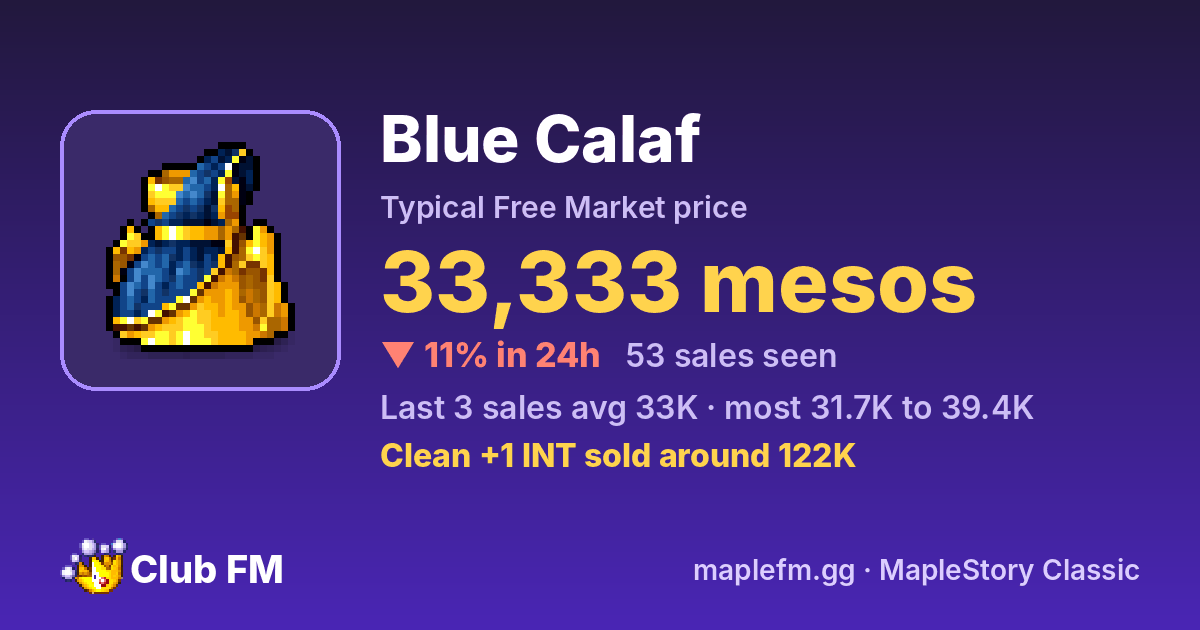 Blue Calaf
Typical Free Market price
33,333 mesos
▼ 11% in 24h 53 sales seen
Last 3 sales avg 33K · most 31.7K to 39.4K
Clean +1 INT sold around 122K
Club FM
maplefm.gg · MapleStory Classic